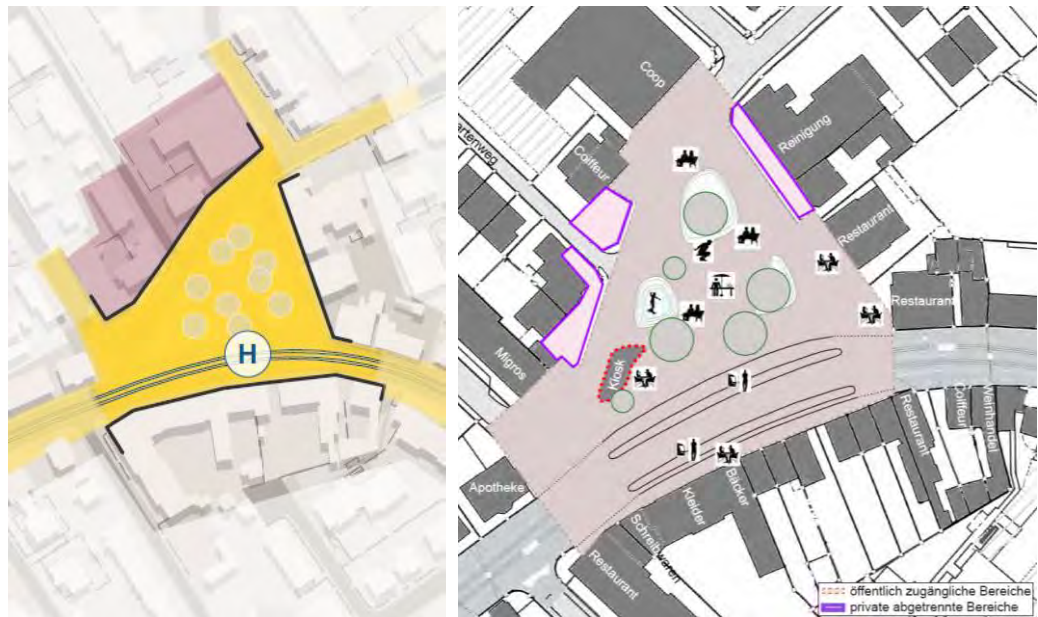 H
Coop
Reinigung
artenweg
Coiffeur
Restaurant
Restaurant
Migros
Kiosk
Coiffeur
Weinhandel
Restaurant
Apotheke
Bäcker
Kleider
Schreibwaren
Restaurant
öffentlich zugängliche Bereiche
private abgetrennte Bereiche